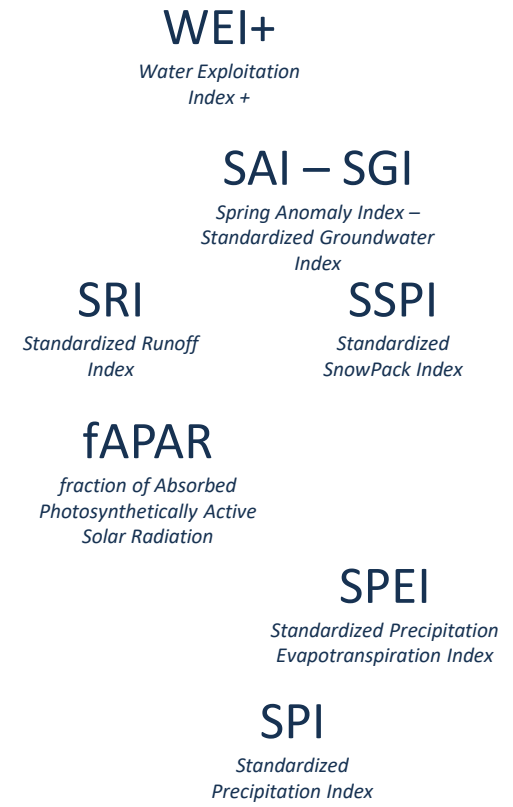 WEI+
Water Exploitation
Index +
SAI – SGI
Spring Anomaly Index –
Standardized Groundwater
Index
SRI
Standardized Runoff
Index
SSPI
Standardized
SnowPack Index
fAPAR
fraction of Absorbed
Photosynthetically Active
Solar Radiation
SPEI
Standardized Precipitation
Evapotranspiration Index
SPI
Standardized
Precipitation Index